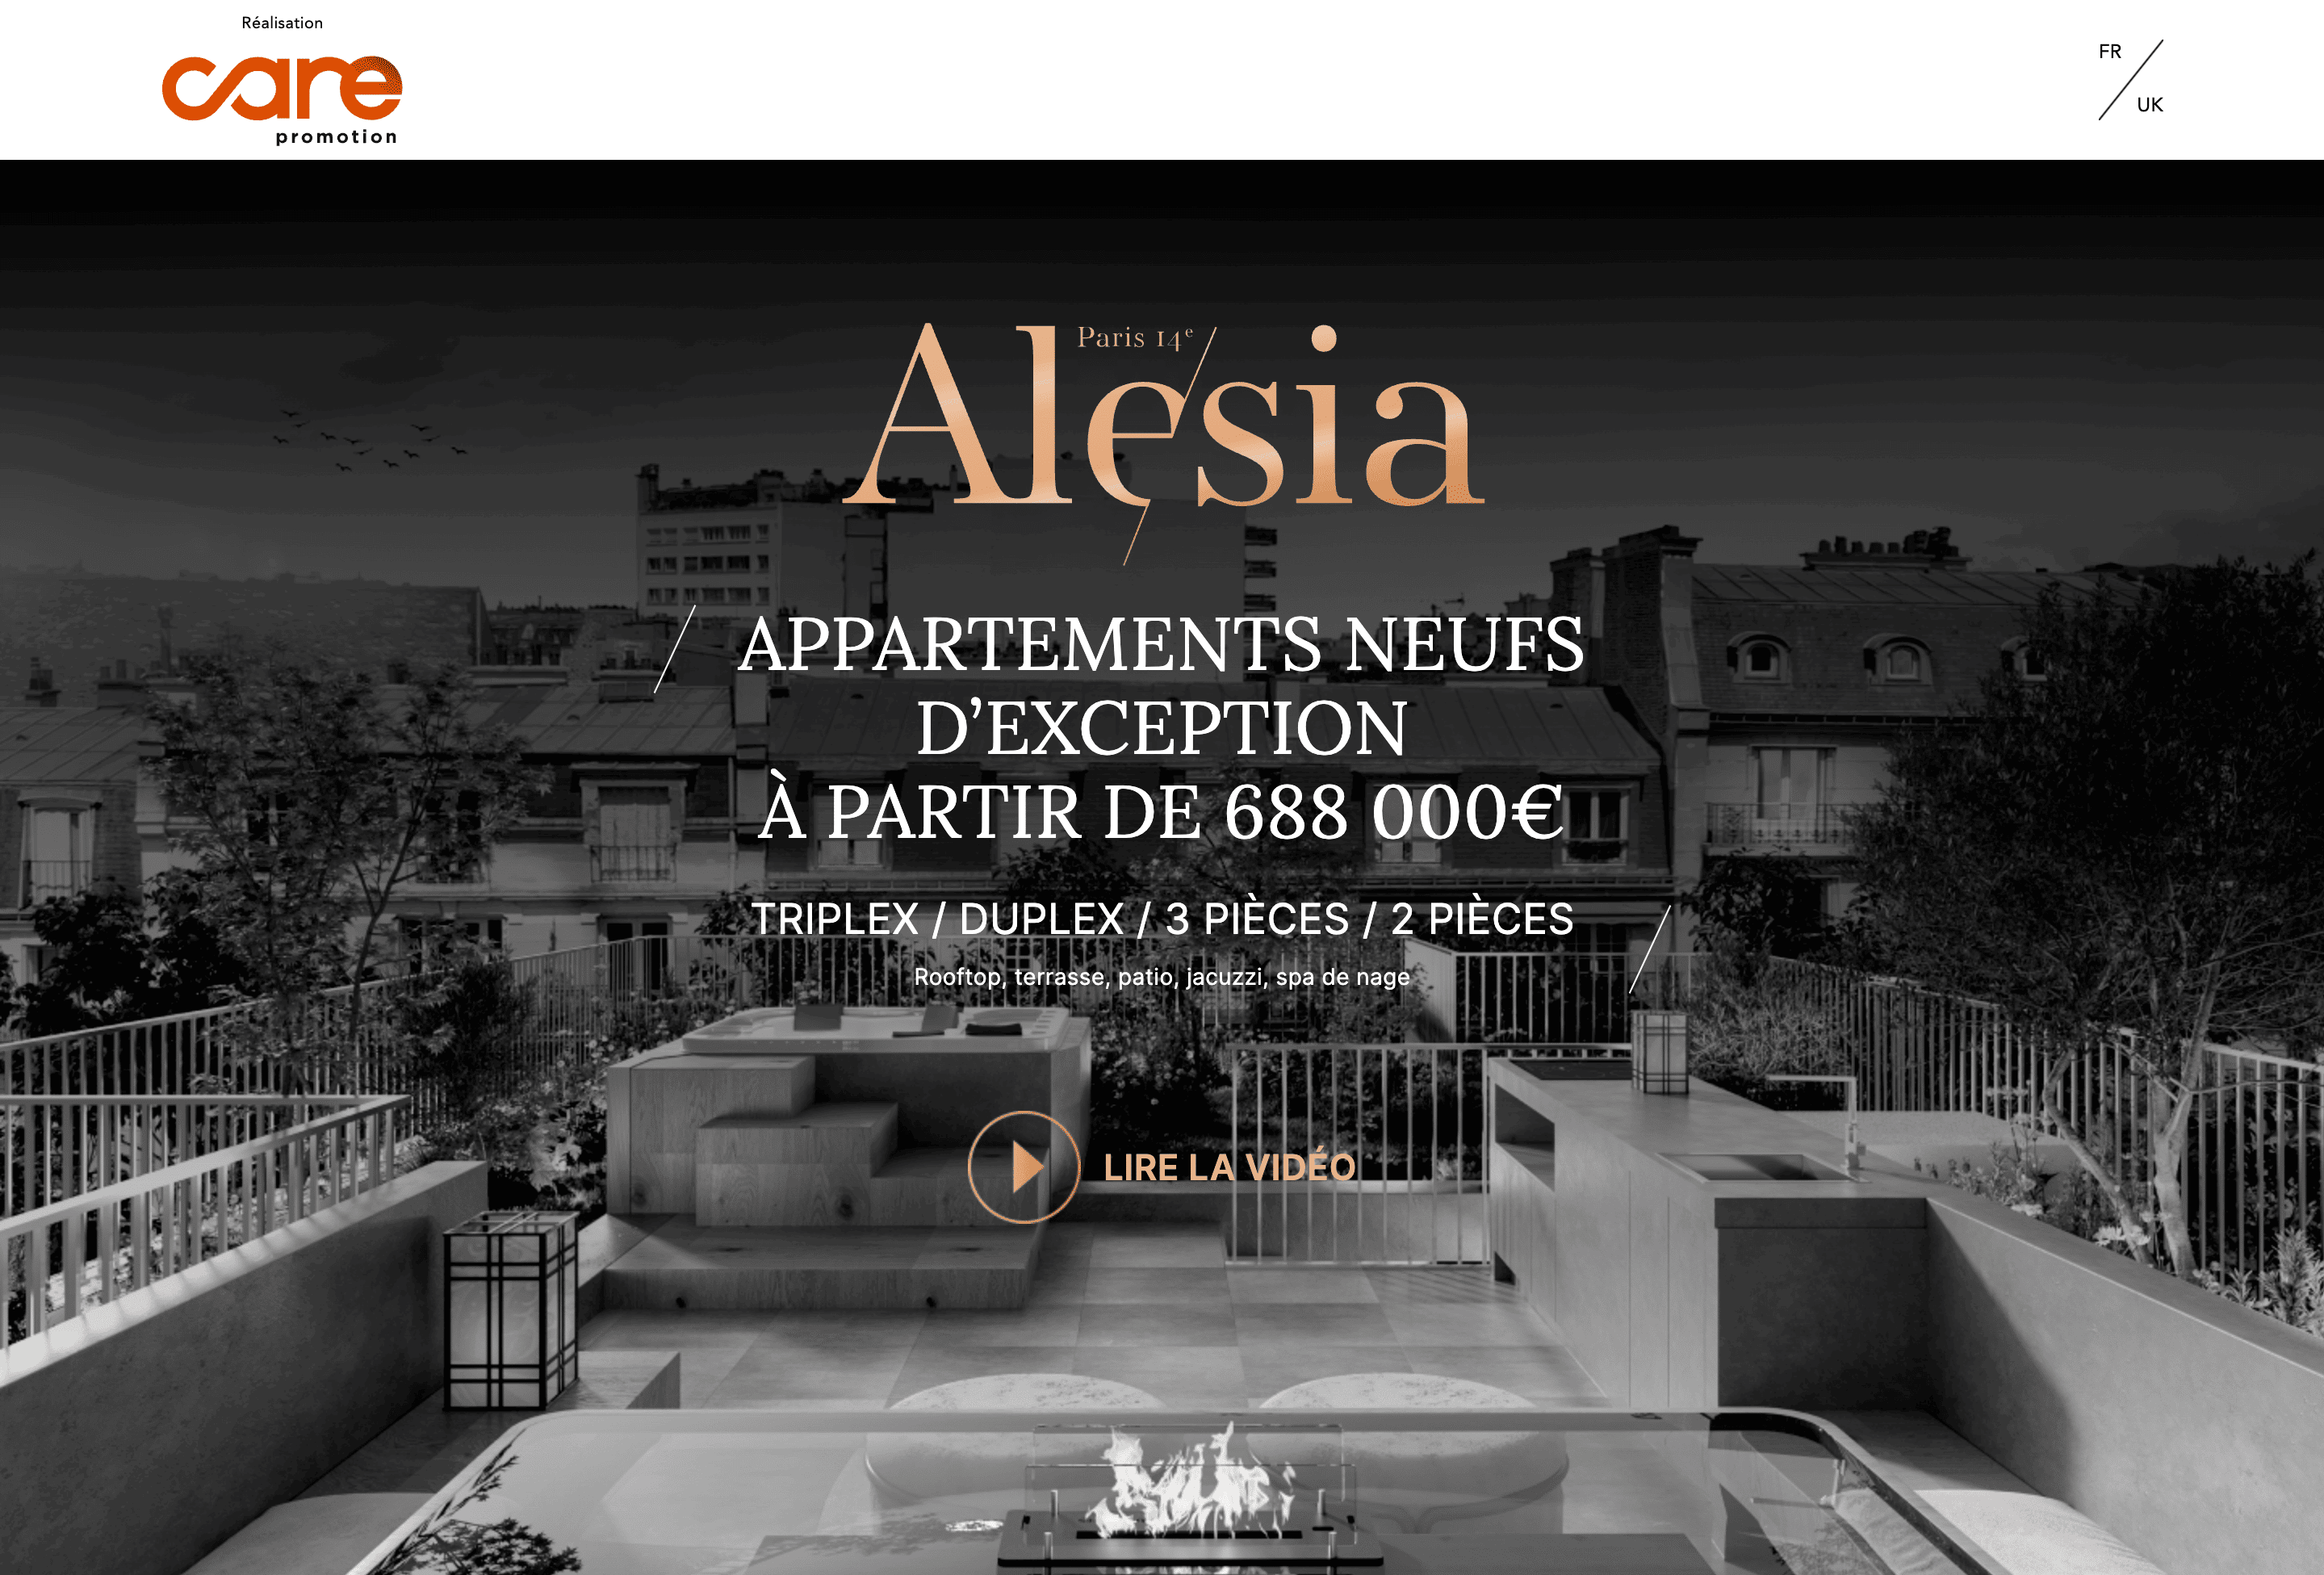 Réalisation
care
promotion
FR
UK
Paris 14e
Alesia
APPARTEMENTS NEUFS
D’EXCEPTION
À PARTIR DE 688 000€
TRIPLEX / DUPLEX / 3 PIÈCES / 2 PIÈCES
Rooftop, terrasse, patio, jacuzzi, spa de nage
LIRE LA VIDÉO